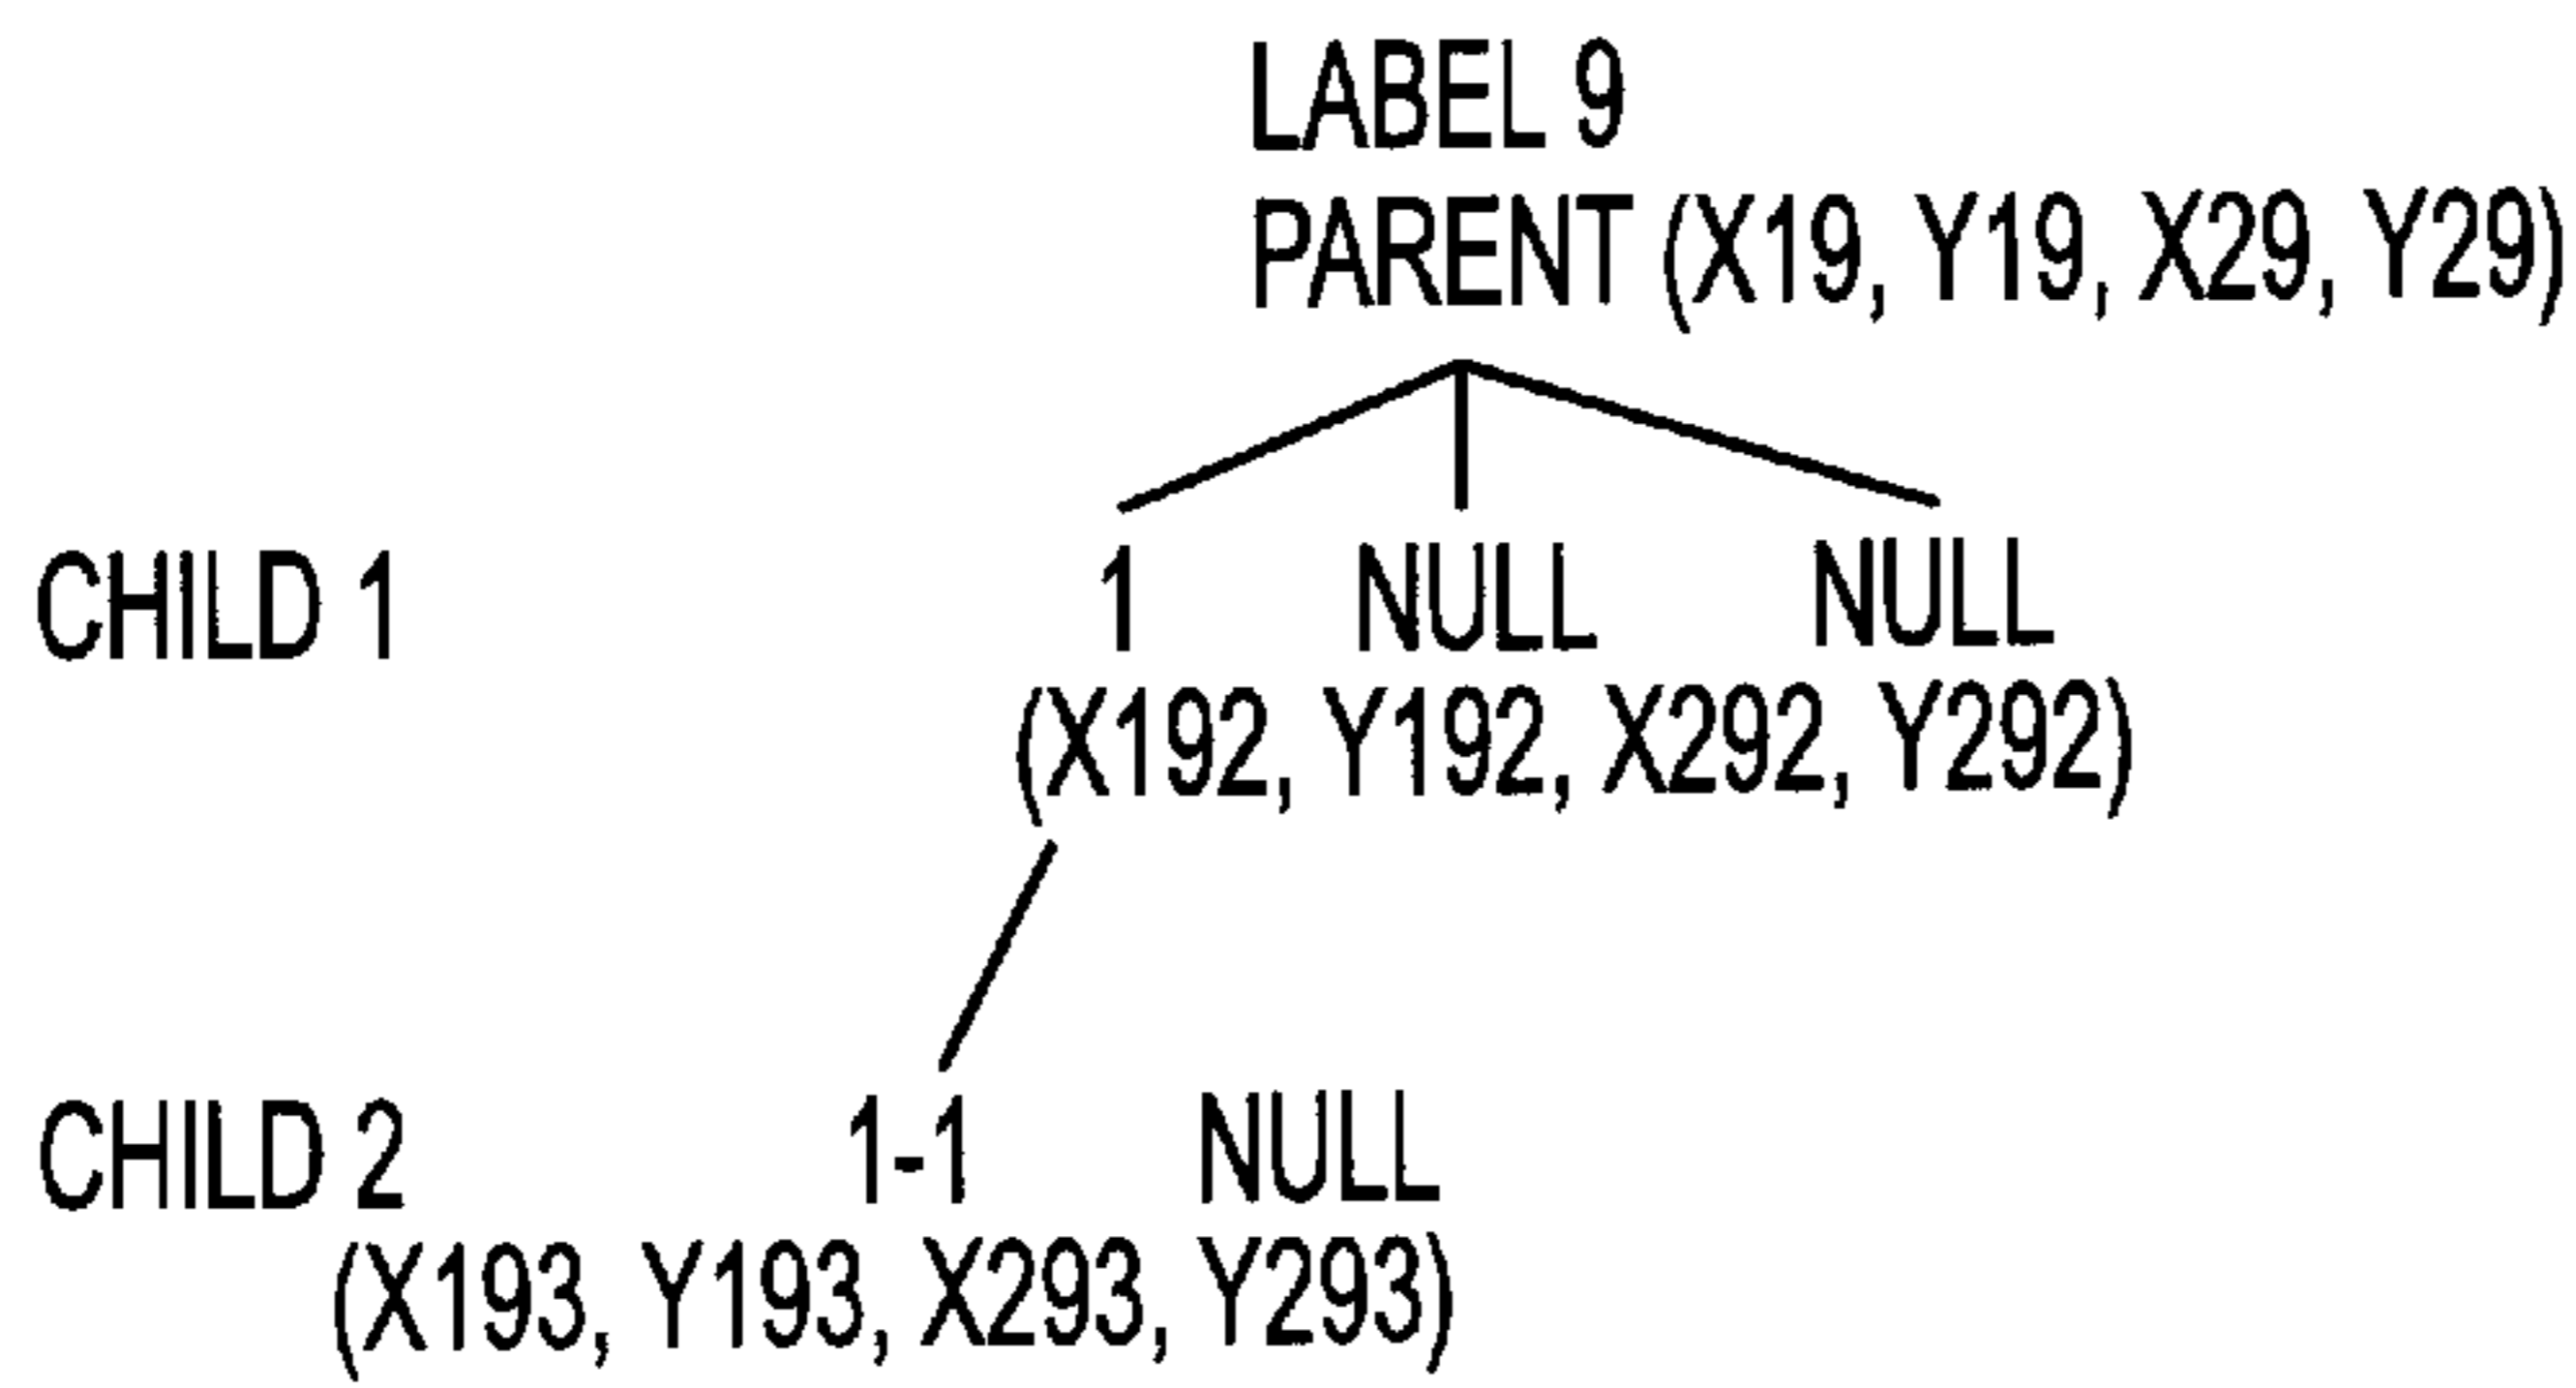 LABEL 9
PARENT (X19, Y19, X29, Y29)
CHILD 1 1 NULL NULL
(X192, Y192, X292, Y292)
CHILD 2 1-1 NULL
(X193, Y193, X293, Y293)